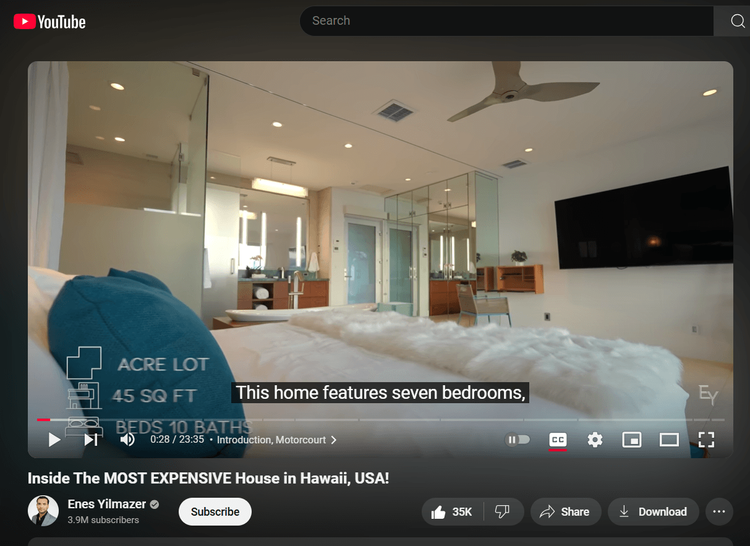 YouTube
Search
ACRE LOT
45 SQ FT
BEDS 10 BATHS
This home features seven bedrooms,
EY
0:28 / 23:35 • Introduction, Motorcourt
CC
Inside The MOST EXPENSIVE House in Hawaii, USA!
Enes Yilmazer
3.9M subscribers
Subscribe
35K
Share
Download